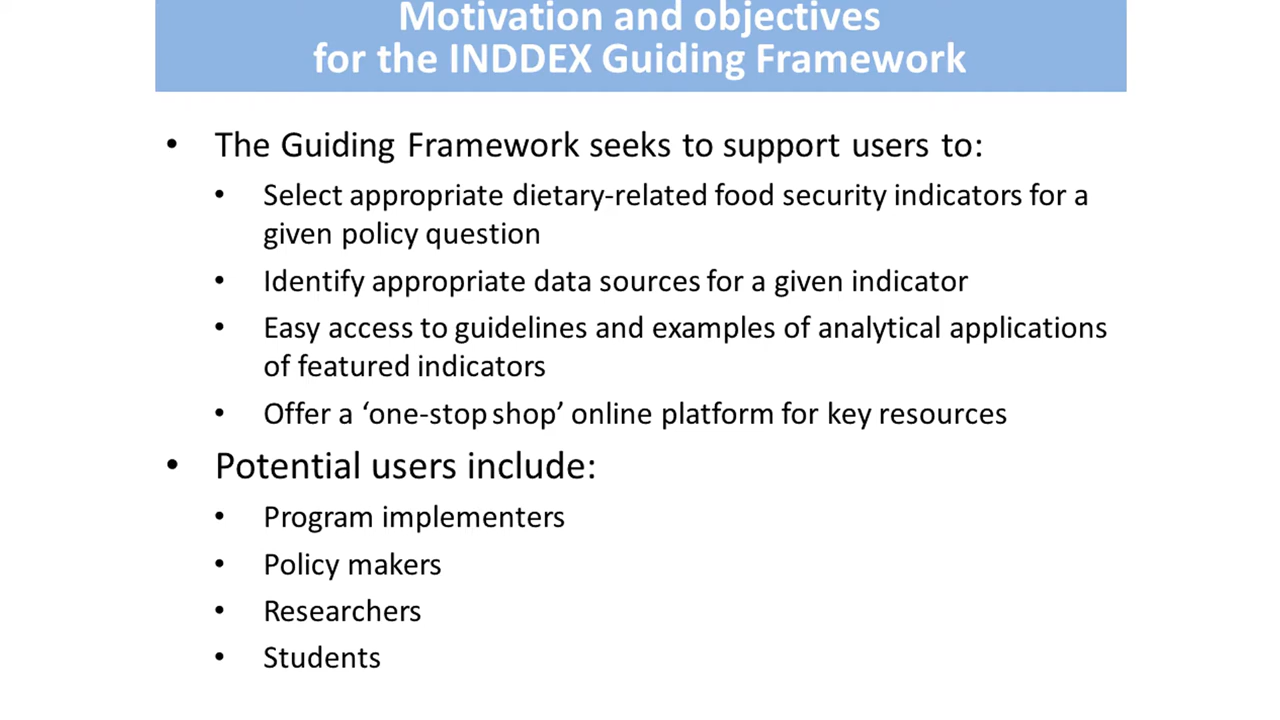 Motivation and objectives
for the INDDEX Guiding Framework
• The Guiding Framework seeks to support users to:
• Select appropriate dietary-related food security indicators for a
given policy question
• Identify appropriate data sources for a given indicator
• Easy access to guidelines and examples of analytical applications
of featured indicators
• Offer a ‘one-stop shop’ online platform for key resources
• Potential users include:
• Program implementers
• Policy makers
• Researchers
• Students